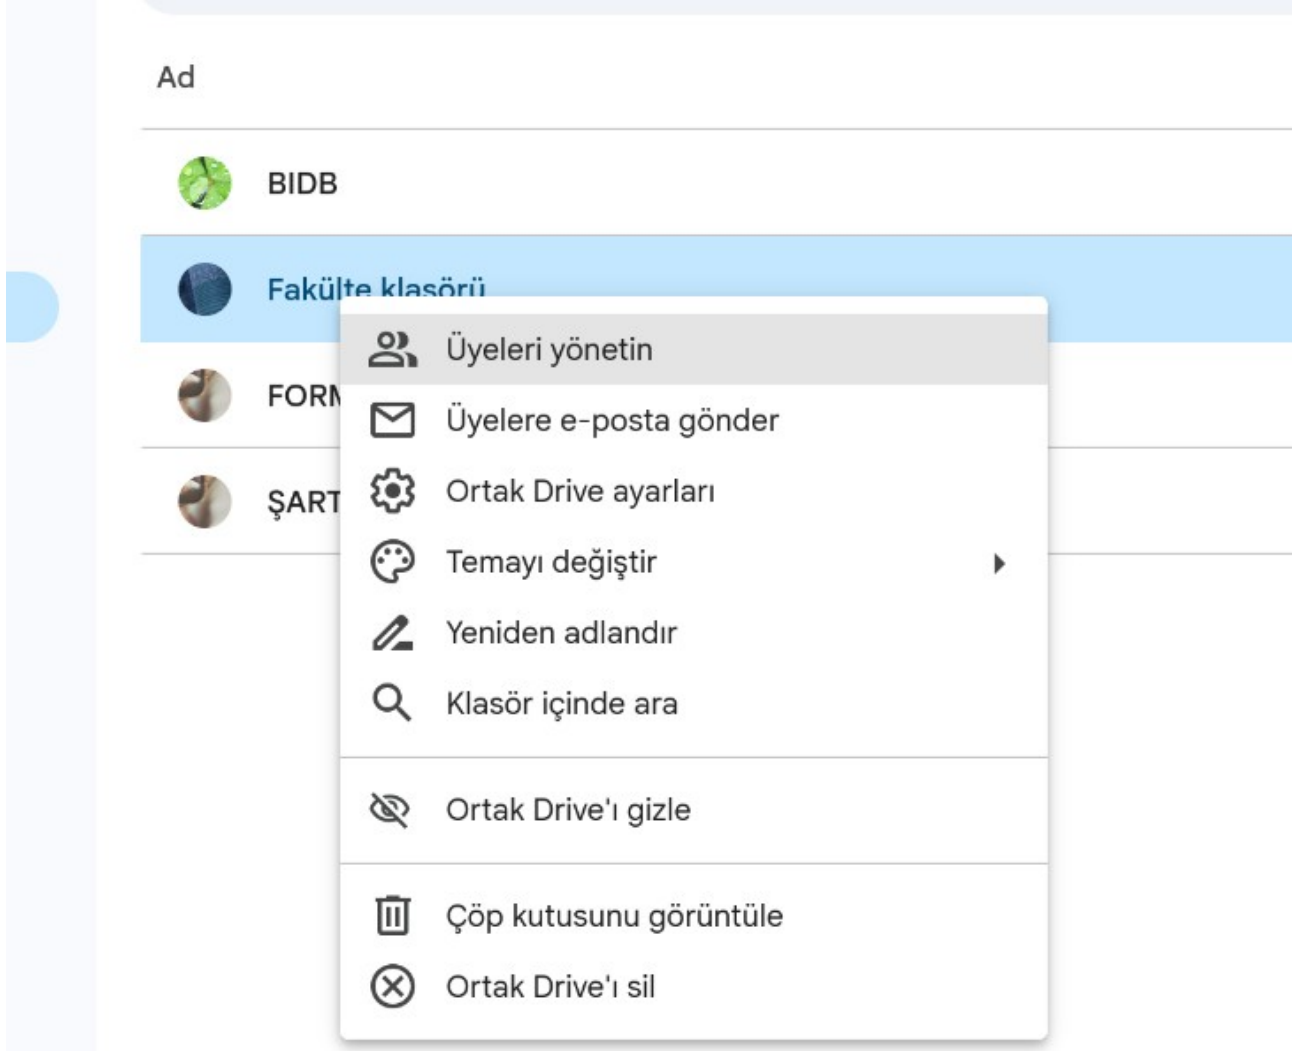 Ad
BIDB
Fakülte klasörü
Üyeleri yönetin
FORM
Üyelere e-posta gönder
Ortak Drive ayarları
ŞART
Temayı değiştir
Yeniden adlandır
Klasör içinde ara
Ortak Drive'ı gizle
Çöp kutusunu görüntüle
Ortak Drive'ı sil